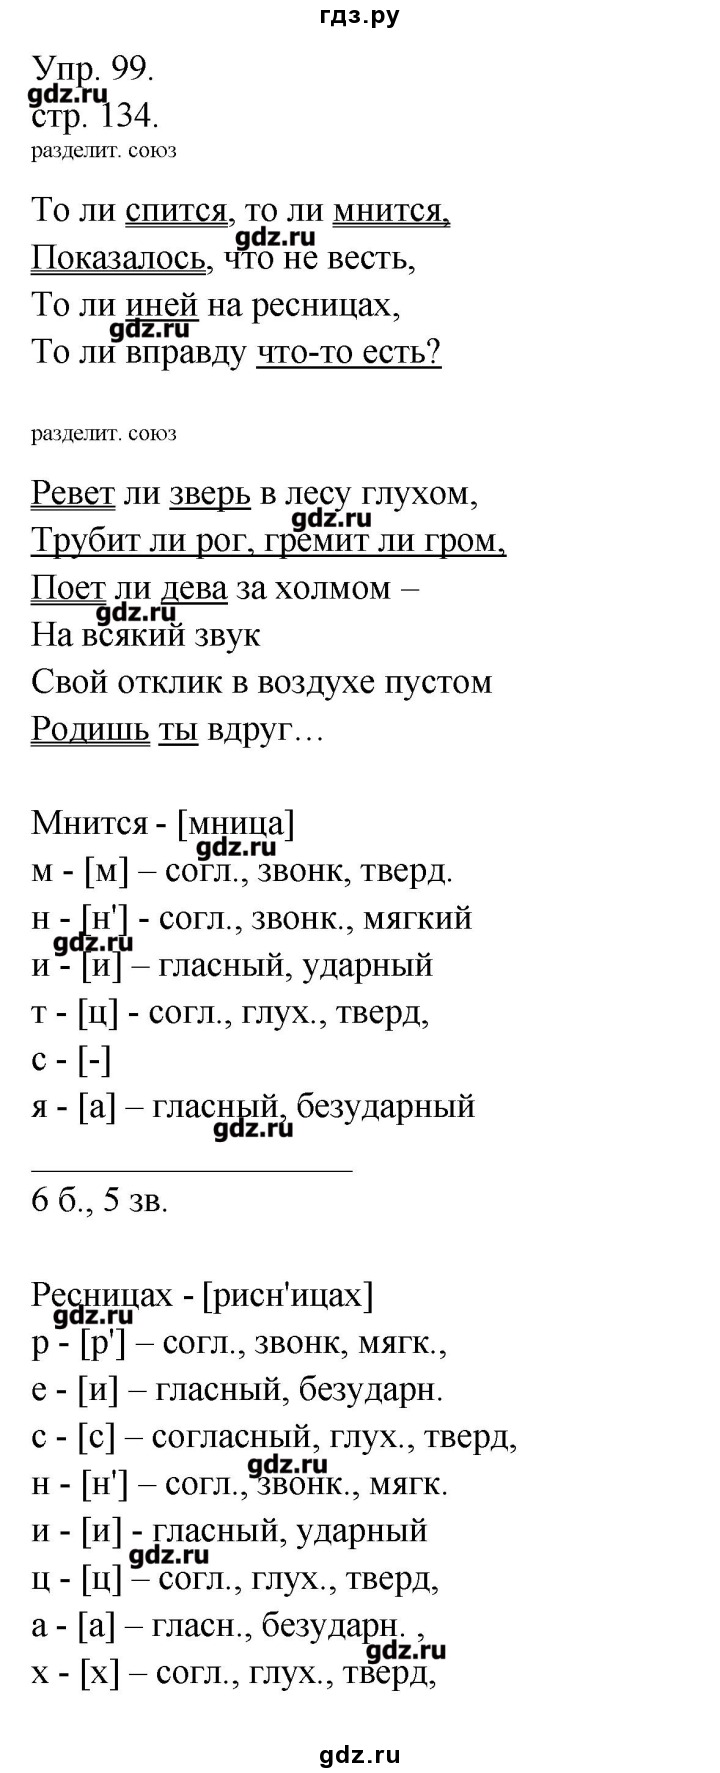 гдз.ру
Упр. 99.
gdz.ru
стр. 134.
разделит. союз
То ли спится, то ли мнится,
gdz.ru
Показалось, что не весть,
То ли иней на ресницах,
gdz.ru
То ли вправду что-то есть?
разделит. союз
Ревет ли зверь в лесу глухом,
gdz.ru
Трубит ли рог, гремит ли гром,
Поет ли дева за холмом –
gdz.ru
На всякий звук
Свой отклик в воздухе пустом
Родишь ты вдруг…
Мнится - [мница]
gdz.ru
м - [м] – согл., звонк, тверд.
н - [н'] - согл., звонк., мягкий
gdz.ru
и - [и] – гласный, ударный
т - [ц] - согл., глух., тверд,
с - [-]
я - [а] – гласный, безударный
gdz.ru
6 б., 5 зв.
Ресницах - [рисн'ицах]
gdz.ru
р - [р'] – согл., звонк, мягк.,
е - [и] – гласный, безударн.
с - [с] – согласный, глух., тверд,
gdz.ru
н - [н'] – согл., звонк., мягк.
и - [и] - гласный, ударный
gdz.ru
ц - [ц] – согл., глух., тверд,
а - [а] – гласн., безударн. ,
gdz.ru
х - [х] – согл., глух., тверд,
gdz.ru